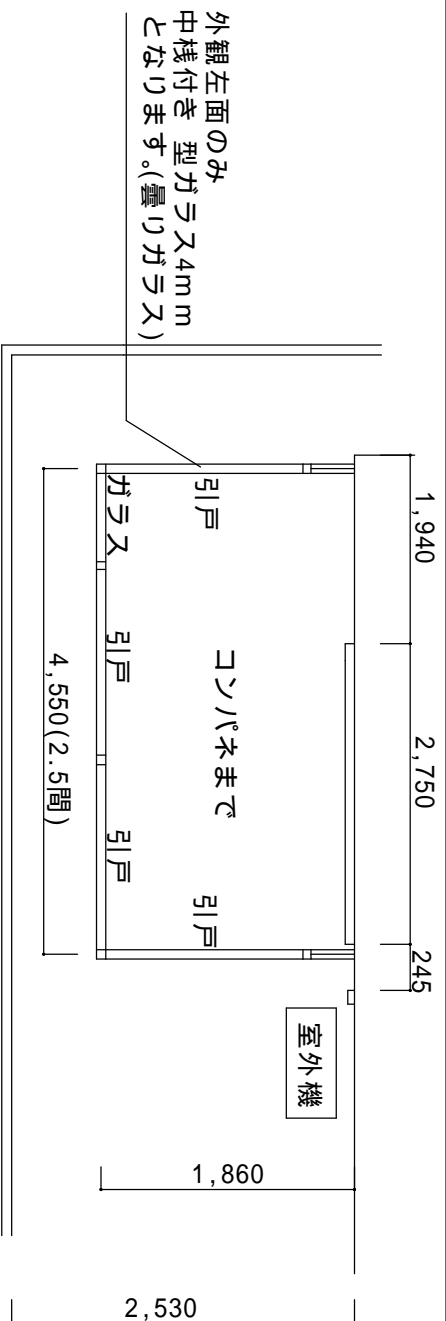 外観左面のみ
中桟付き 型ガラス4mm
となります。(曇りガラス)
1,940
2,750
245
引戸
ガラス
引戸
コンパネまで
引戸
引戸
4,550(2.5間)
室外機
1,860
2,530